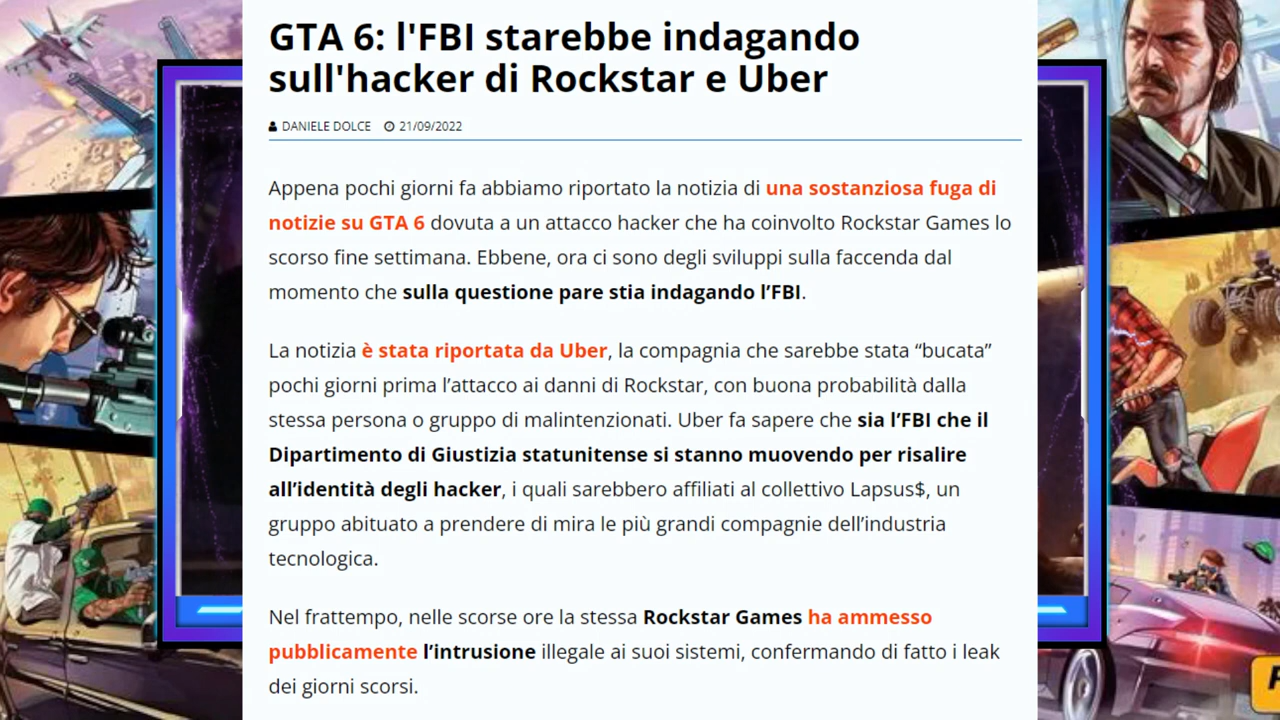 GTA 6: l'FBI starebbe indagando
sull'hacker di Rockstar e Uber
DANIELE DOLCE 21/09/2022
Appena pochi giorni fa abbiamo riportato la notizia di una sostanziosa fuga di
notizie su GTA 6 dovuta a un attacco hacker che ha coinvolto Rockstar Games lo
scorso fine settimana. Ebbene, ora ci sono degli sviluppi sulla faccenda dal
momento che sulla questione pare stia indagando l’FBI.
La notizia è stata riportata da Uber, la compagnia che sarebbe stata “bucata”
pochi giorni prima l’attacco ai danni di Rockstar, con buona probabilità dalla
stessa persona o gruppo di malintenzionati. Uber fa sapere che sia l’FBI che il
Dipartimento di Giustizia statunitense si stanno muovendo per risalire
all’identità degli hacker, i quali sarebbero affiliati al collettivo Lapsus$, un
gruppo abituato a prendere di mira le più grandi compagnie dell’industria
tecnologica.
Nel frattempo, nelle scorse ore la stessa Rockstar Games ha ammesso
pubblicamente l’intrusione illegale ai suoi sistemi, confermando di fatto i leak
dei giorni scorsi.